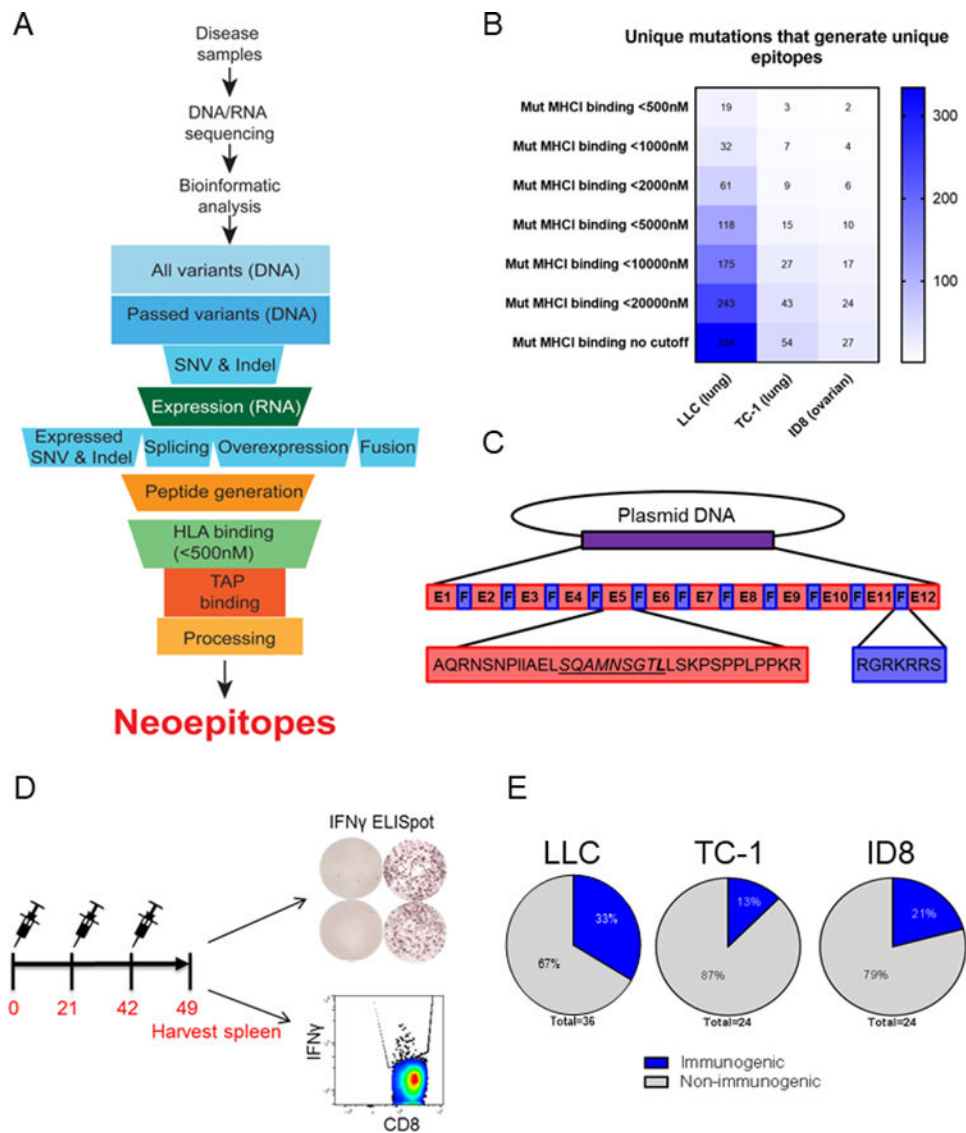 A
Disease
samples
DNA/RNA
sequencing
Bioinformatic
analysis
All variants (DNA)
Passed variants (DNA)
SNV & Indel
Expression (RNA)
Expressed
SNV & Indel
Splicing
Overexpression
Fusion
Peptide generation
HLA binding
(<500nM)
TAP
binding
Processing
Neoepitopes
B
Unique mutations that generate unique
epitopes
Mut MHCI binding <500nM 19 3 2
Mut MHCI binding <1000nM 32 7 4
Mut MHCI binding <2000nM 61 9 6
Mut MHCI binding <5000nM 118 15 10
Mut MHCI binding <10000nM 175 27 17
Mut MHCI binding <20000nM 243 43 24
Mut MHCI binding no cutoff 54 27
LLC (lung)
TC-1 (lung)
ID8 (ovarian)
300
200
100
C
Plasmid DNA
E1 F E2 F E3 F E4 F E5 F E6 F E7 F E8 F E9 F E10 F E11 F E12
AQRNSNPIIAELSQAMNSGTLLSKPSPPLPPKR
RGRKRRS
D
0 21 42 49
Harvest spleen
IFNγ ELISpot
IFNγ
CD8
E
LLC
33%
67%
Total=36
TC-1
13%
87%
Total=24
ID8
21%
79%
Total=24
Immunogenic
Non-immunogenic